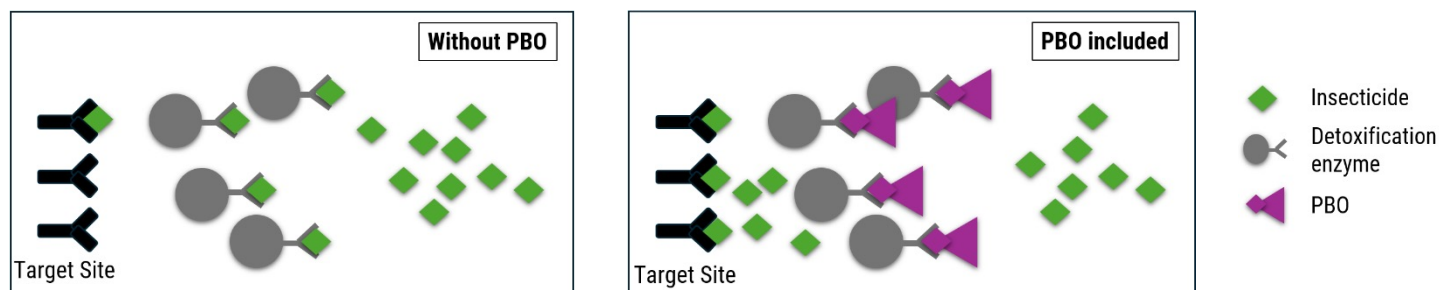 Without PBO
Target Site
PBO included
Target Site
Insecticide
Detoxification
enzyme
PBO